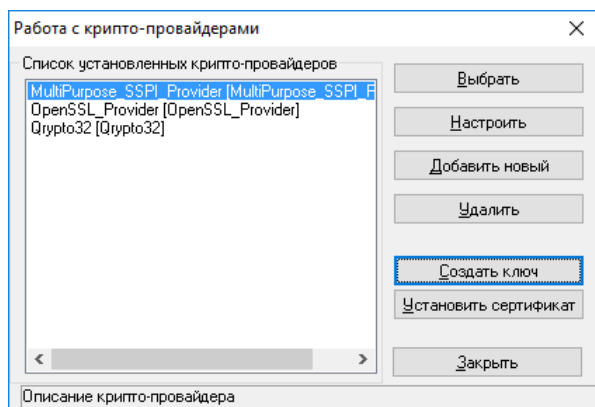 Работа с крипто-провайдерами
Список установленных крипто-провайдеров
MultiPurpose_SSPI_Provider [MultiPurpose_SSPI_F
OpenSSL_Provider [OpenSSL_Provider]
Qrypto32 [Qrypto32]
Выбрать
Настроить
Добавить новый
Удалить
Создать ключ
Установить сертификат
Закрыть
Описание крипто-провайдера